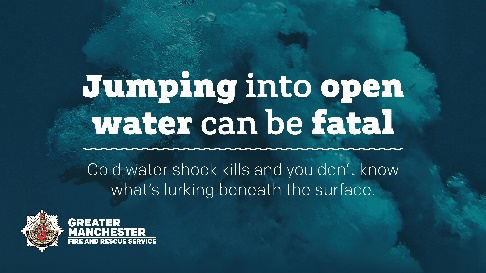 Jumping into open
water can be fatal
Cold water shock kills and you don't know
what's lurking beneath the surface.
GREATER
MANCHESTER
FIRE AND RESCUE SERVICE